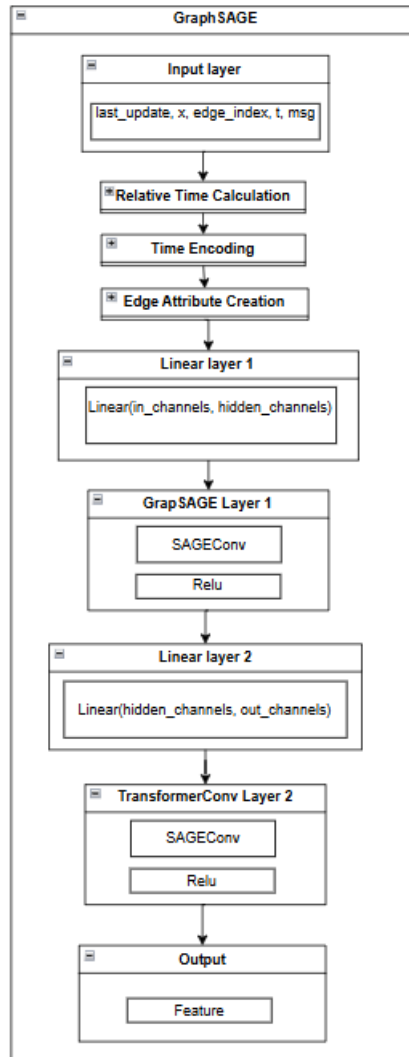 GraphSAGE
Input layer
last_update, x, edge_index, t, msg
Relative Time Calculation
Time Encoding
Edge Attribute Creation
Linear layer 1
Linear(in_channels, hidden_channels)
GrapSAGE Layer 1
SAGEConv
Relu
Linear layer 2
Linear(hidden_channels, out_channels)
TransformerConv Layer 2
SAGEConv
Relu
Output
Feature